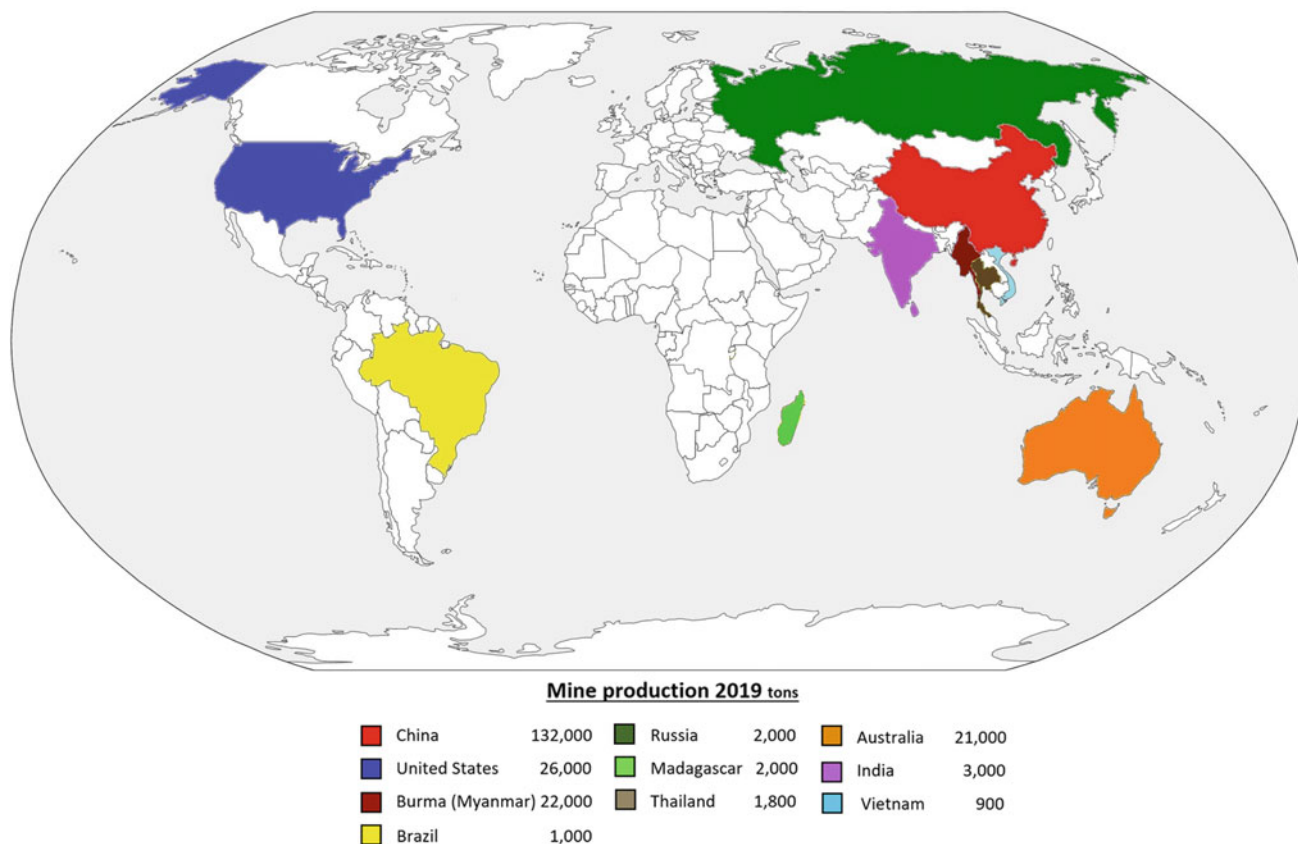 Mine production 2019 tons
China 132,000
United States 26,000
Burma (Myanmar) 22,000
Brazil 1,000
Russia 2,000
Madagascar 2,000
Thailand 1,800
Australia 21,000
India 3,000
Vietnam 900